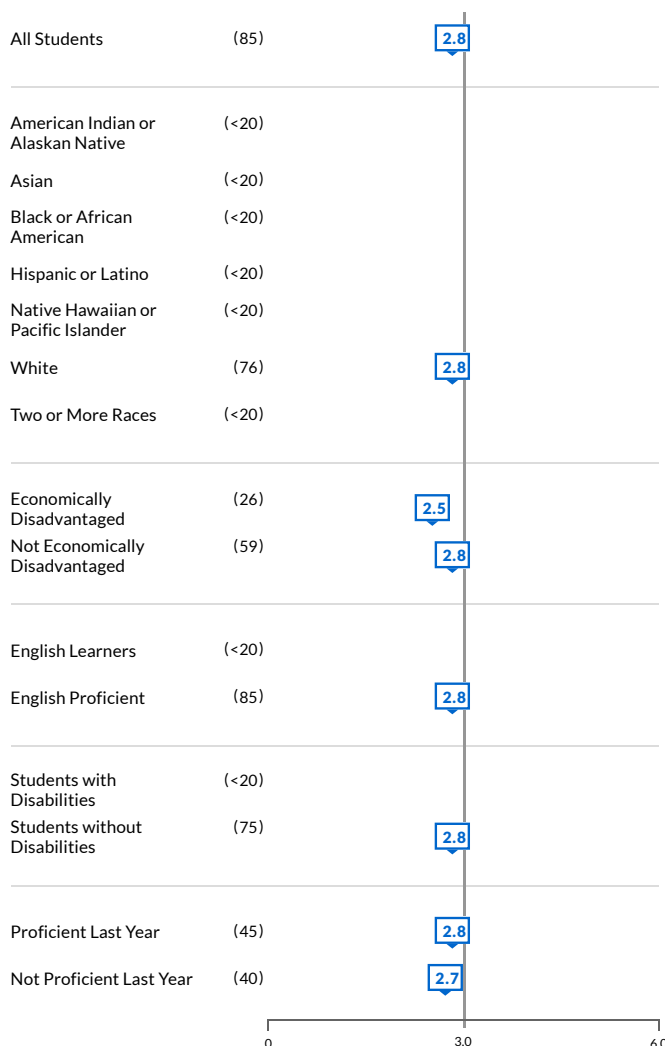 All Students (85) 2.8
American Indian or
Alaskan Native (<20)
Asian (<20)
Black or African
American (<20)
Hispanic or Latino (<20)
Native Hawaiian or
Pacific Islander (<20)
White (76) 2.8
Two or More Races (<20)
Economically
Disadvantaged (26) 2.5
Not Economically
Disadvantaged (59) 2.8
English Learners (<20)
English Proficient (85) 2.8
Students with
Disabilities (<20)
Students without
Disabilities (75) 2.8
Proficient Last Year (45) 2.8
Not Proficient Last Year (40) 2.7
0 3.0 6.0